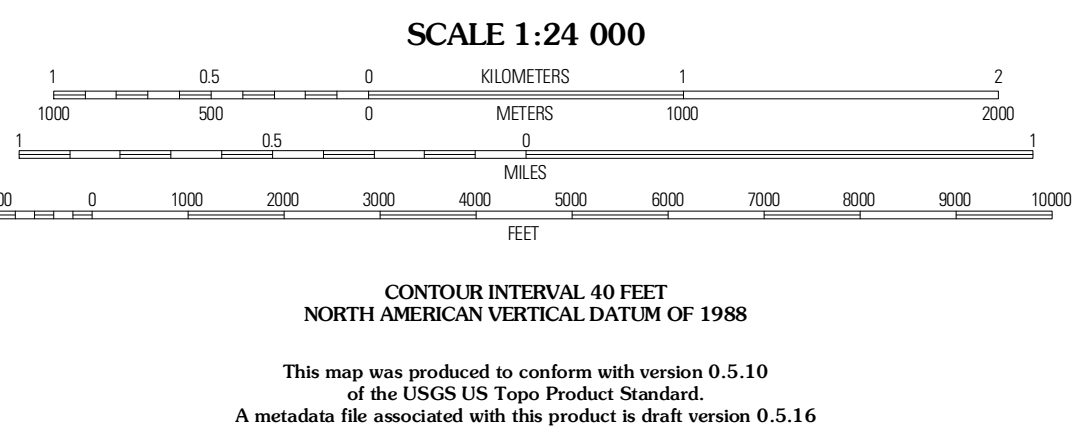 SCALE 1:24 000
1 0.5 0 KILOMETERS 1 2
1000 500 0 METERS 1000 2000
1 0.5 0 1
MILES
0 1000 2000 3000 4000 5000 6000 7000 8000 9000 10000
FEET
CONTOUR INTERVAL 40 FEET
NORTH AMERICAN VERTICAL DATUM OF 1988
This map was produced to conform with version 0.5.10
of the USGS US Topo Product Standard.
A metadata file associated with this product is draft version 0.5.16